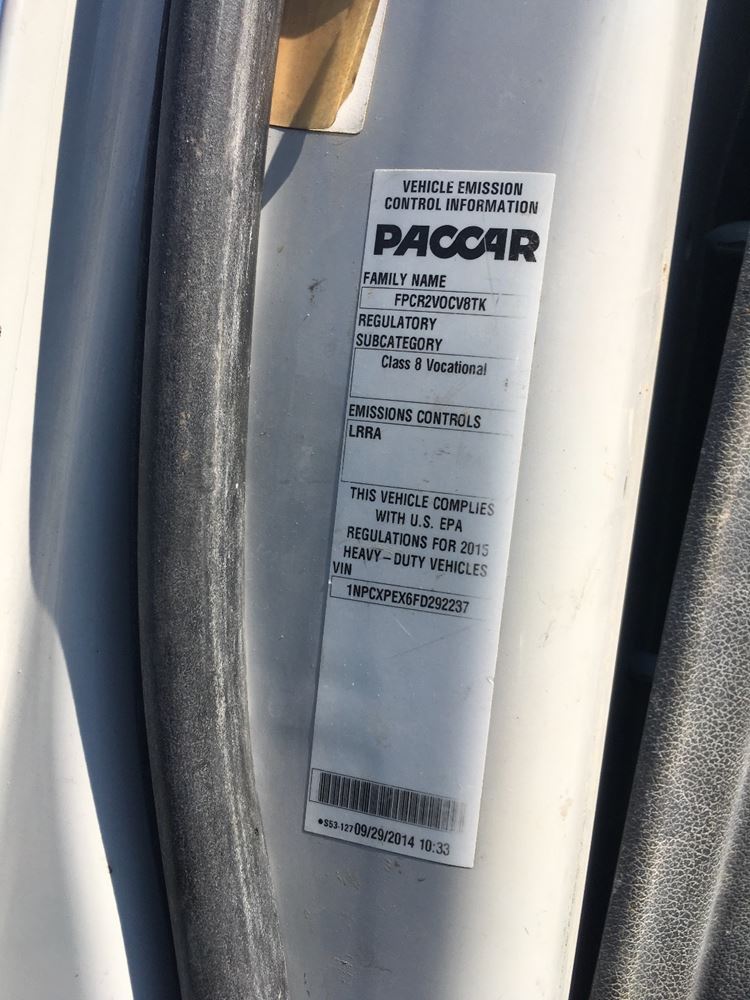 VEHICLE EMISSION
CONTROL INFORMATION
PACCAR
FAMILY NAME
FPCR2VOCV8TK
REGULATORY
SUBCATEGORY
Class 8 Vocational
EMISSIONS CONTROLS
LRRA
THIS VEHICLE COMPLIES
WITH U.S. EPA
REGULATIONS FOR 2015
HEAVY-DUTY VEHICLES
VIN
1NPCXPEX6FD292237
●S53-127 09/29/2014 10:33